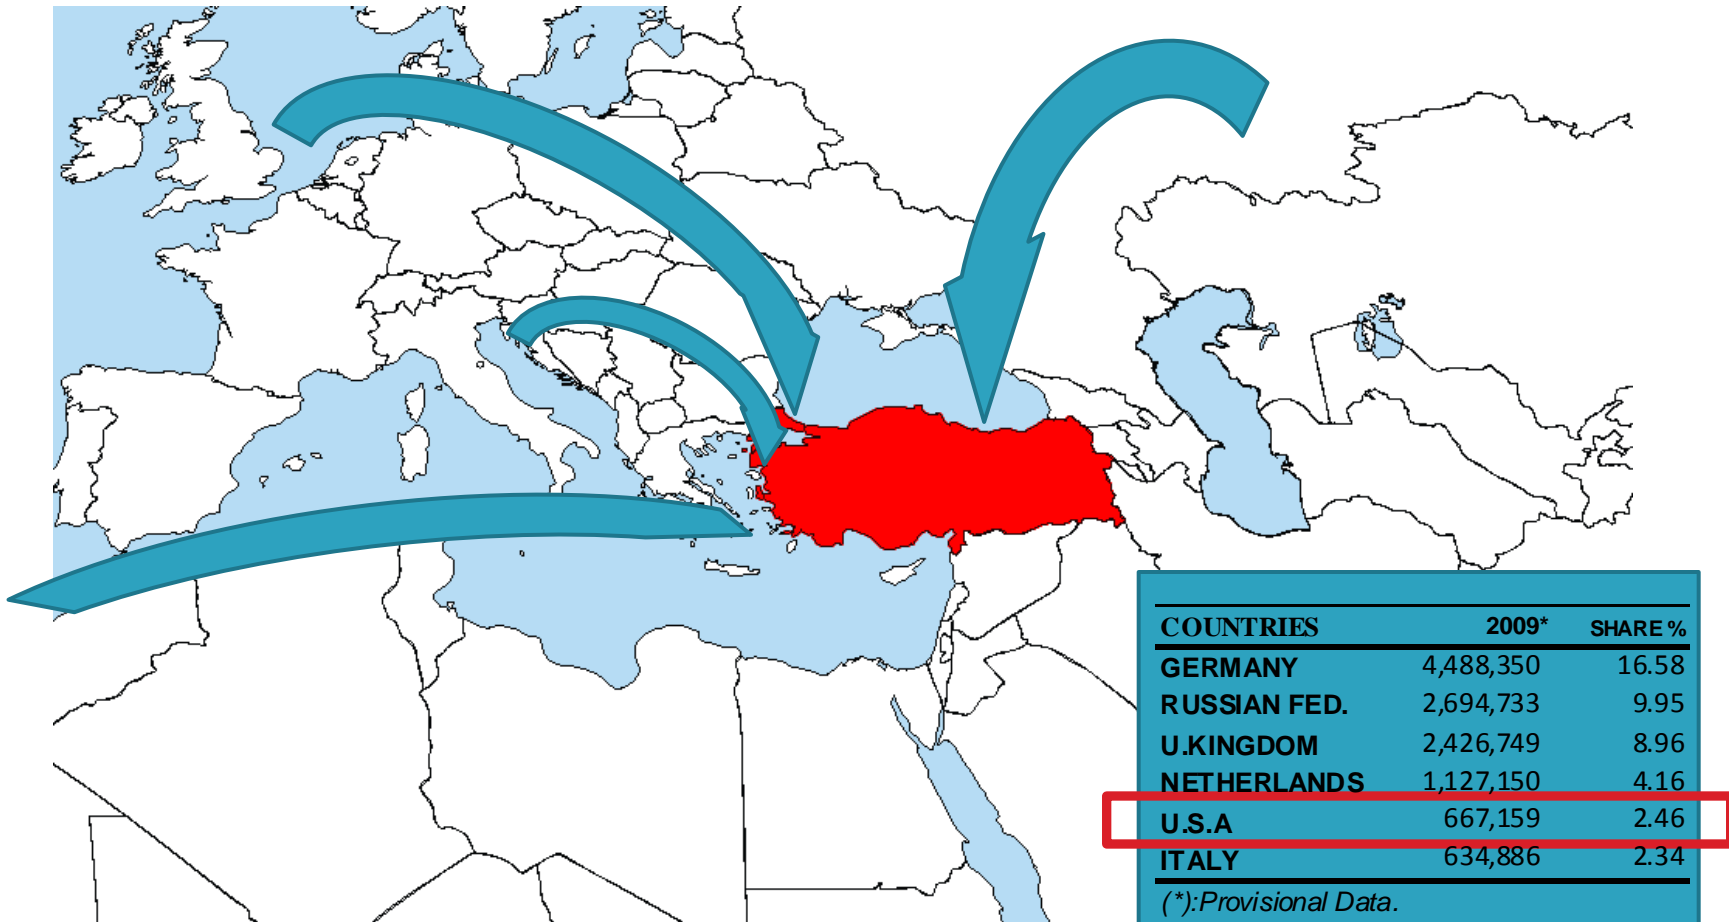 COUNTRIES 2009* SHARE %
GERMANY 4,488,350 16.58
RUSSIAN FED. 2,694,733 9.95
U.KINGDOM 2,426,749 8.96
NETHERLANDS 1,127,150 4.16
U.S.A 667,159 2.46
ITALY 634,886 2.34
(*):Provisional Data.